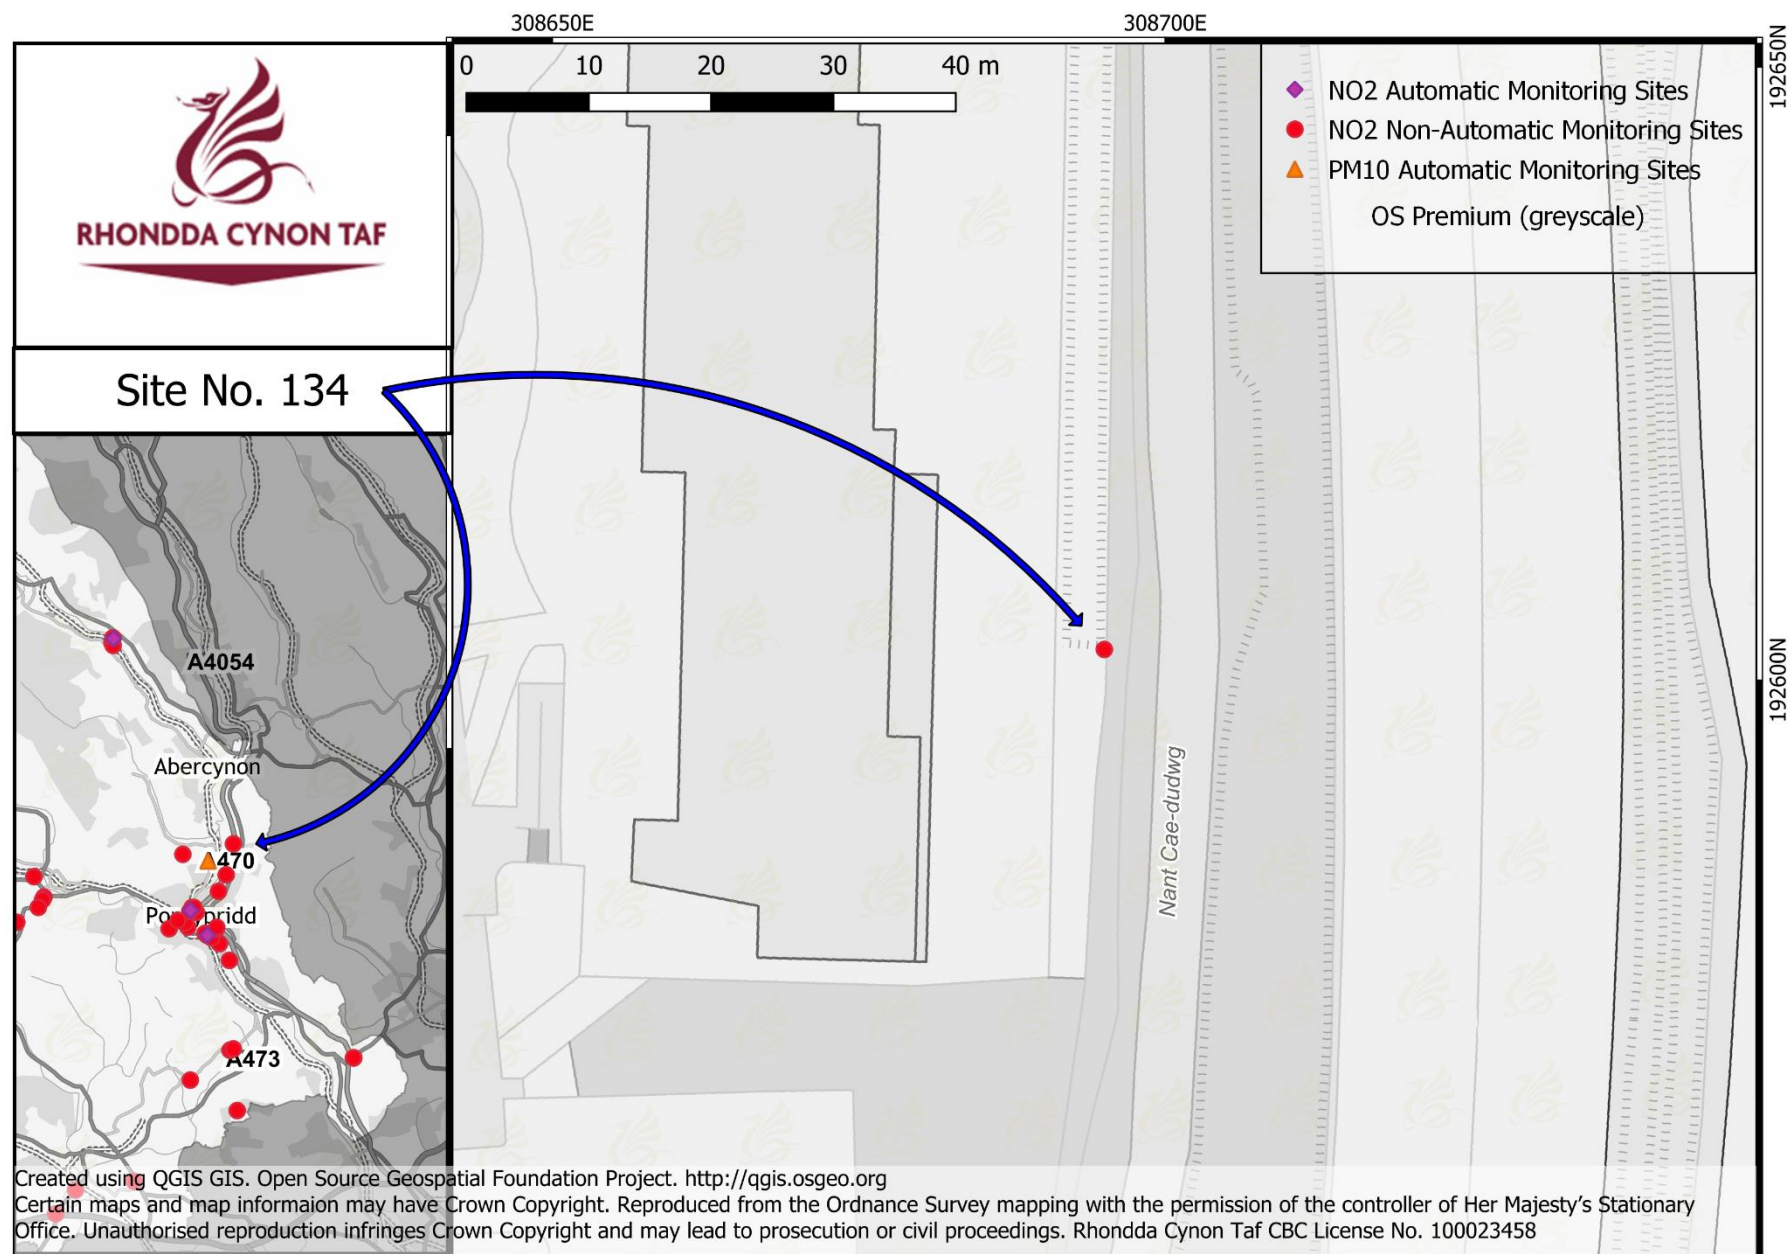 308650E
308700E
0 10 20 30 40 m
192650N
NO2 Automatic Monitoring Sites
NO2 Non-Automatic Monitoring Sites
PM10 Automatic Monitoring Sites
OS Premium (greyscale)
RHONDDA CYNON TAF
Site No. 134
A4054
192600N
Abercynon
Nant Cae-dudwg
A470
A473
Created using QGIS GIS. Open Source Geospatial Foundation Project. http://qgis.osgeo.org
Certain maps and map informaion may have Crown Copyright. Reproduced from the Ordnance Survey mapping with the permission of the controller of Her Majesty's Stationary
Office. Unauthorised reproduction infringes Crown Copyright and may lead to prosecution or civil proceedings. Rhondda Cynon Taf CBC License No. 100023458